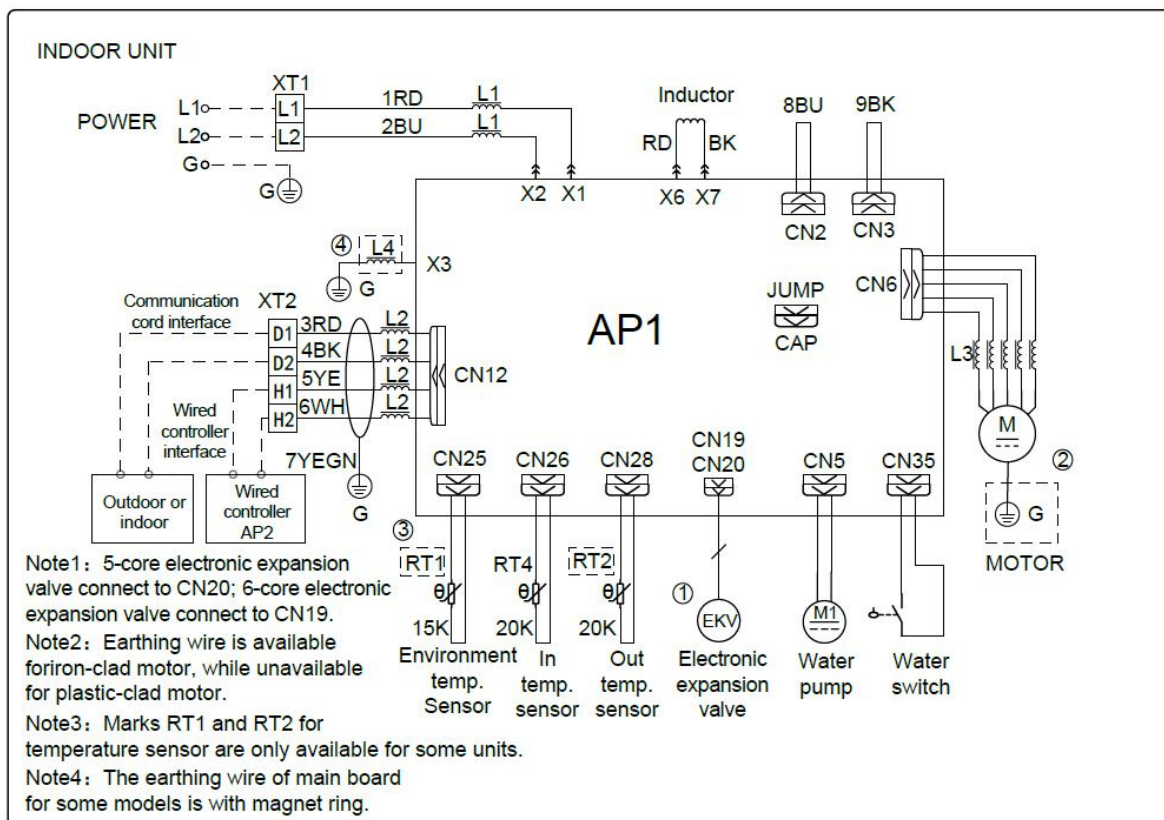 INDOOR UNIT
XT1
POWER
L1
L1
1RD
L1
L2
L2
2BU
L1
G
G
Inductor
RD
BK
8BU
9BK
X2
X1
X6
X7
CN2
CN3
④
L4
G
X3
CN6
JUMP
CAP
AP1
L3
Communication
cord interface
XT2
D1
3RD
L2
D2
4BK
L2
H1
5YE
L2
H2
6WH
L2
CN12
Wired
controller
interface
7YEGN
G
Outdoor or
indoor
Wired
controller
AP2
CN25
CN26
CN28
CN19
CN20
CN5
CN35
M
②
G
MOTOR
③
RT1
RT4
RT2
θ
θ
θ
15K
20K
20K
①
EKV
M1
Environment
temp.
Sensor
In
temp.
sensor
Out
temp.
sensor
Electronic
expansion
valve
Water
pump
Water
switch
Note1：5-core electronic expansion
valve connect to CN20; 6-core electronic
expansion valve connect to CN19.
Note2：Earthing wire is available
foriron-clad motor, while unavailable
for plastic-clad motor.
Note3：Marks RT1 and RT2 for
temperature sensor are only available for some units.
Note4：The earthing wire of main board
for some models is with magnet ring.